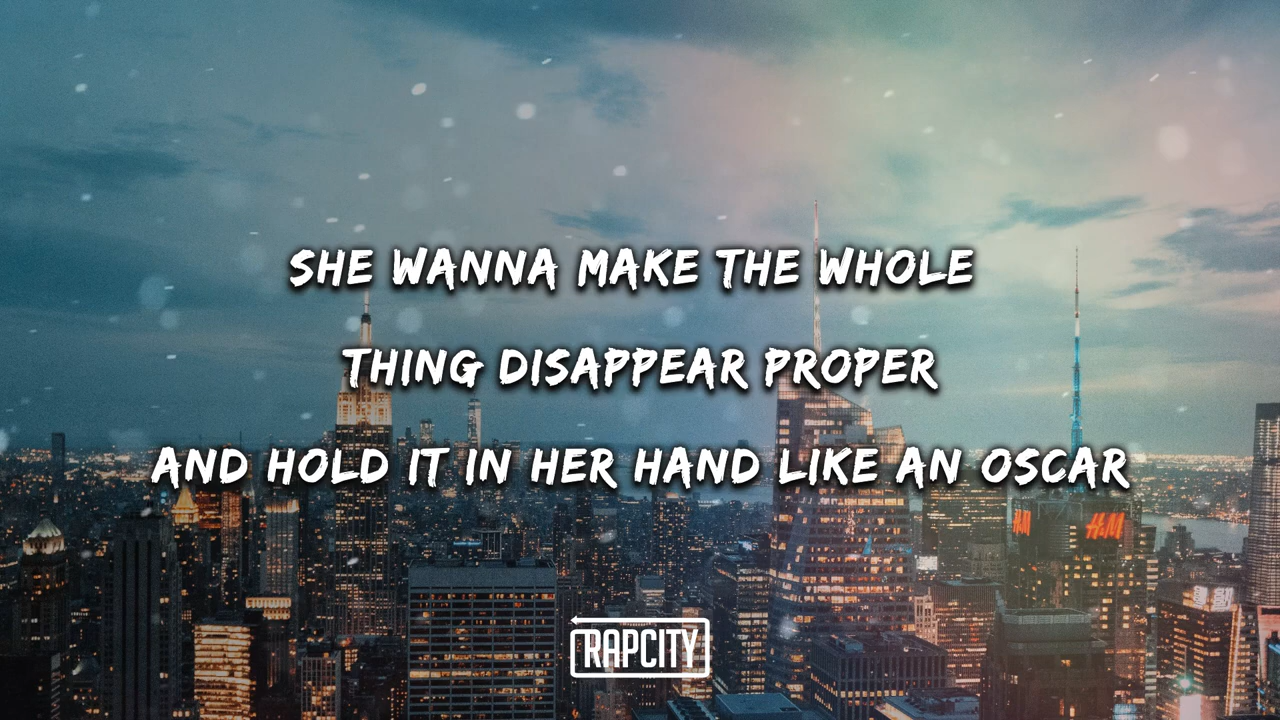 SHE WANNA MAKE THE WHOLE
THING DISAPPEAR PROPER
AND HOLD IT IN HER HAND LIKE AN OSCAR
H&M H&M
RAPCITY